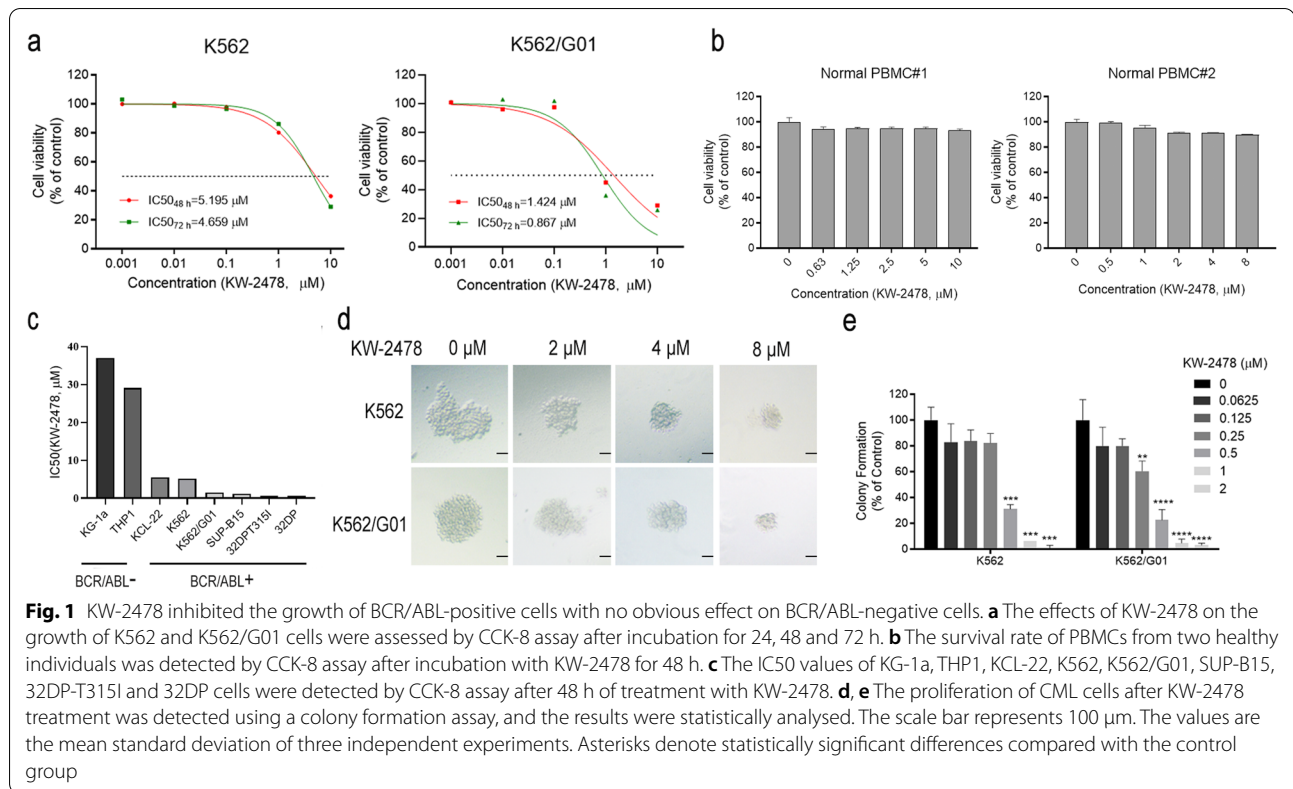 a
K562
120
100
80
60
40
20
0
Cell viability
(% of control)
IC5048 h=5.195 μM
IC5072 h=4.659 μM
0.001 0.01 0.1 1 10
Concentration (KW-2478, μM)
K562/G01
120
100
80
60
40
20
0
Cell viability
(% of control)
IC5048 h=1.424 μM
IC5072 h=0.867 μM
0.001 0.01 0.1 1 10
Concentration (KW-2478, μM)
b
Normal PBMC#1
120
100
80
60
40
20
0
Cell viability
(% of control)
0 0.63 1.25 2.5 5 10
Concentration (KW-2478, μM)
Normal PBMC#2
120
100
80
60
40
20
0
Cell viability
(% of control)
0 0.5 1 2 4 8
Concentration (KW-2478, μM)
c
40
30
20
10
0
IC50(KW-2478, μM)
KG-1a THP1 KCL-22 K562 K562/G01 SUP-B15 32DPT315I 32DP
BCR/ABL- BCR/ABL+
d
KW-2478 0 μM 2 μM 4 μM 8 μM
K562
K562/G01
e
KW-2478 (μM)
0
0.0625
0.125
0.25
0.5
1
2
120
100
80
60
40
20
0
Colony Formation
(% of Control)
*** *** *** ** **** **** ****
K562 K562/G01
Fig. 1 KW-2478 inhibited the growth of BCR/ABL-positive cells with no obvious effect on BCR/ABL-negative cells. a The effects of KW-2478 on the
growth of K562 and K562/G01 cells were assessed by CCK-8 assay after incubation for 24, 48 and 72 h. b The survival rate of PBMCs from two healthy
individuals was detected by CCK-8 assay after incubation with KW-2478 for 48 h. c The IC50 values of KG-1a, THP1, KCL-22, K562, K562/G01, SUP-B15,
32DP-T315I and 32DP cells were detected by CCK-8 assay after 48 h of treatment with KW-2478. d, e The proliferation of CML cells after KW-2478
treatment was detected using a colony formation assay, and the results were statistically analysed. The scale bar represents 100 μm. The values are
the mean standard deviation of three independent experiments. Asterisks denote statistically significant differences compared with the control
group